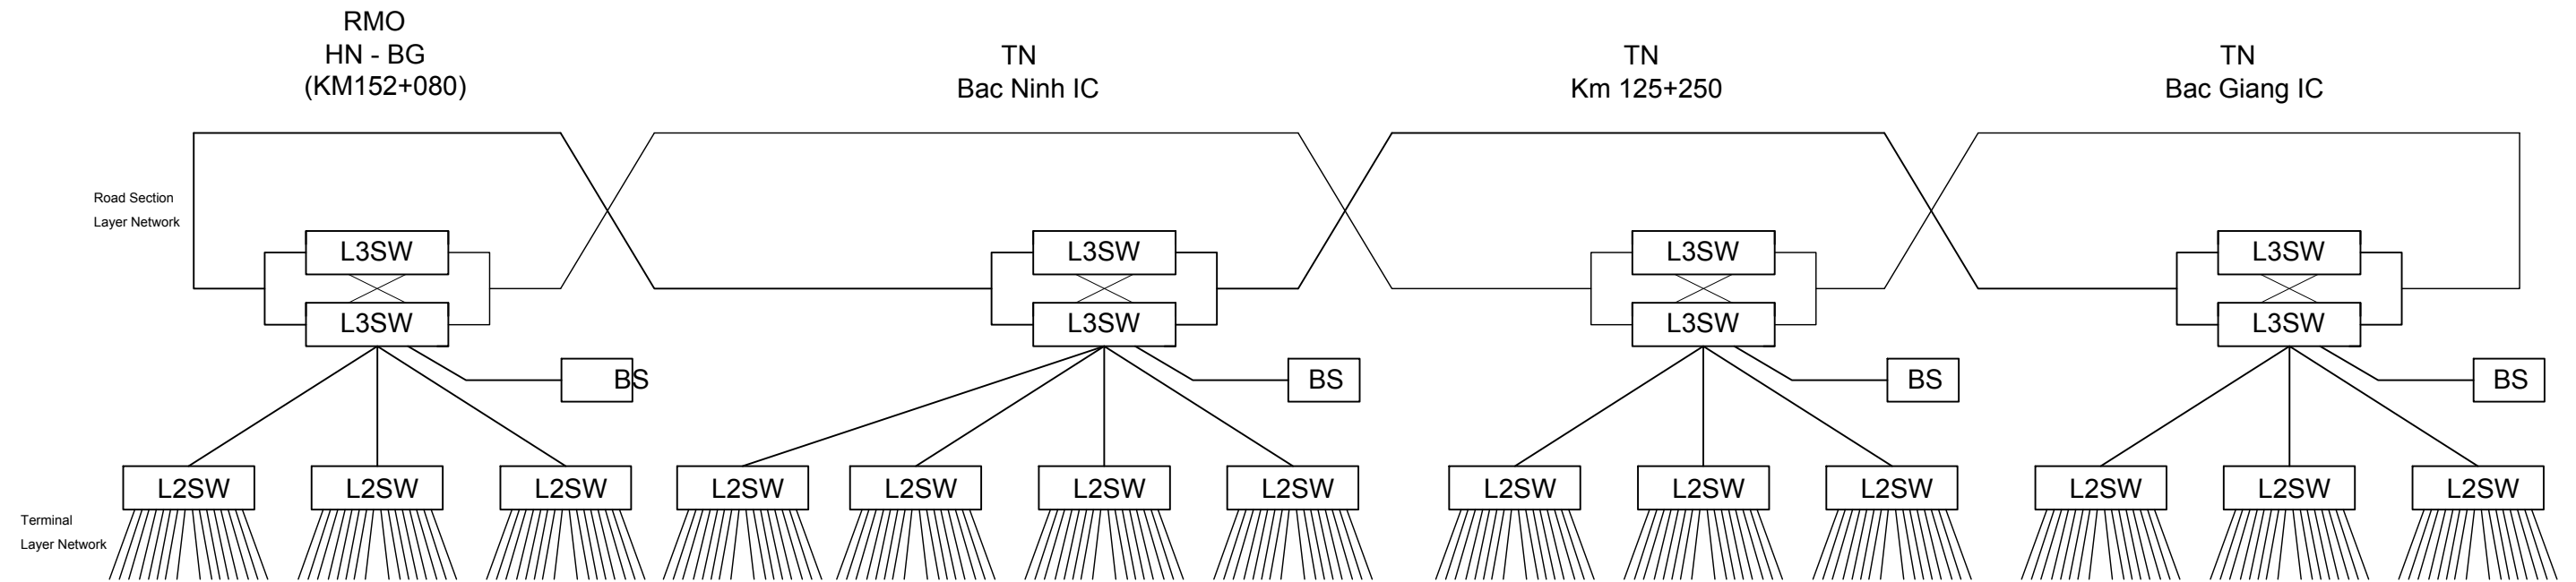 RMO
HN - BG
(KM152+080)
TN
Bac Ninh IC
TN
Km 125+250
TN
Bac Giang IC
Road Section
Layer Network
L3SW
L3SW
L3SW
L3SW
L3SW
L3SW
L3SW
L3SW
BS
BS
BS
BS
L2SW
L2SW
L2SW
L2SW
L2SW
L2SW
L2SW
L2SW
L2SW
L2SW
L2SW
L2SW
L2SW
Terminal
Layer Network